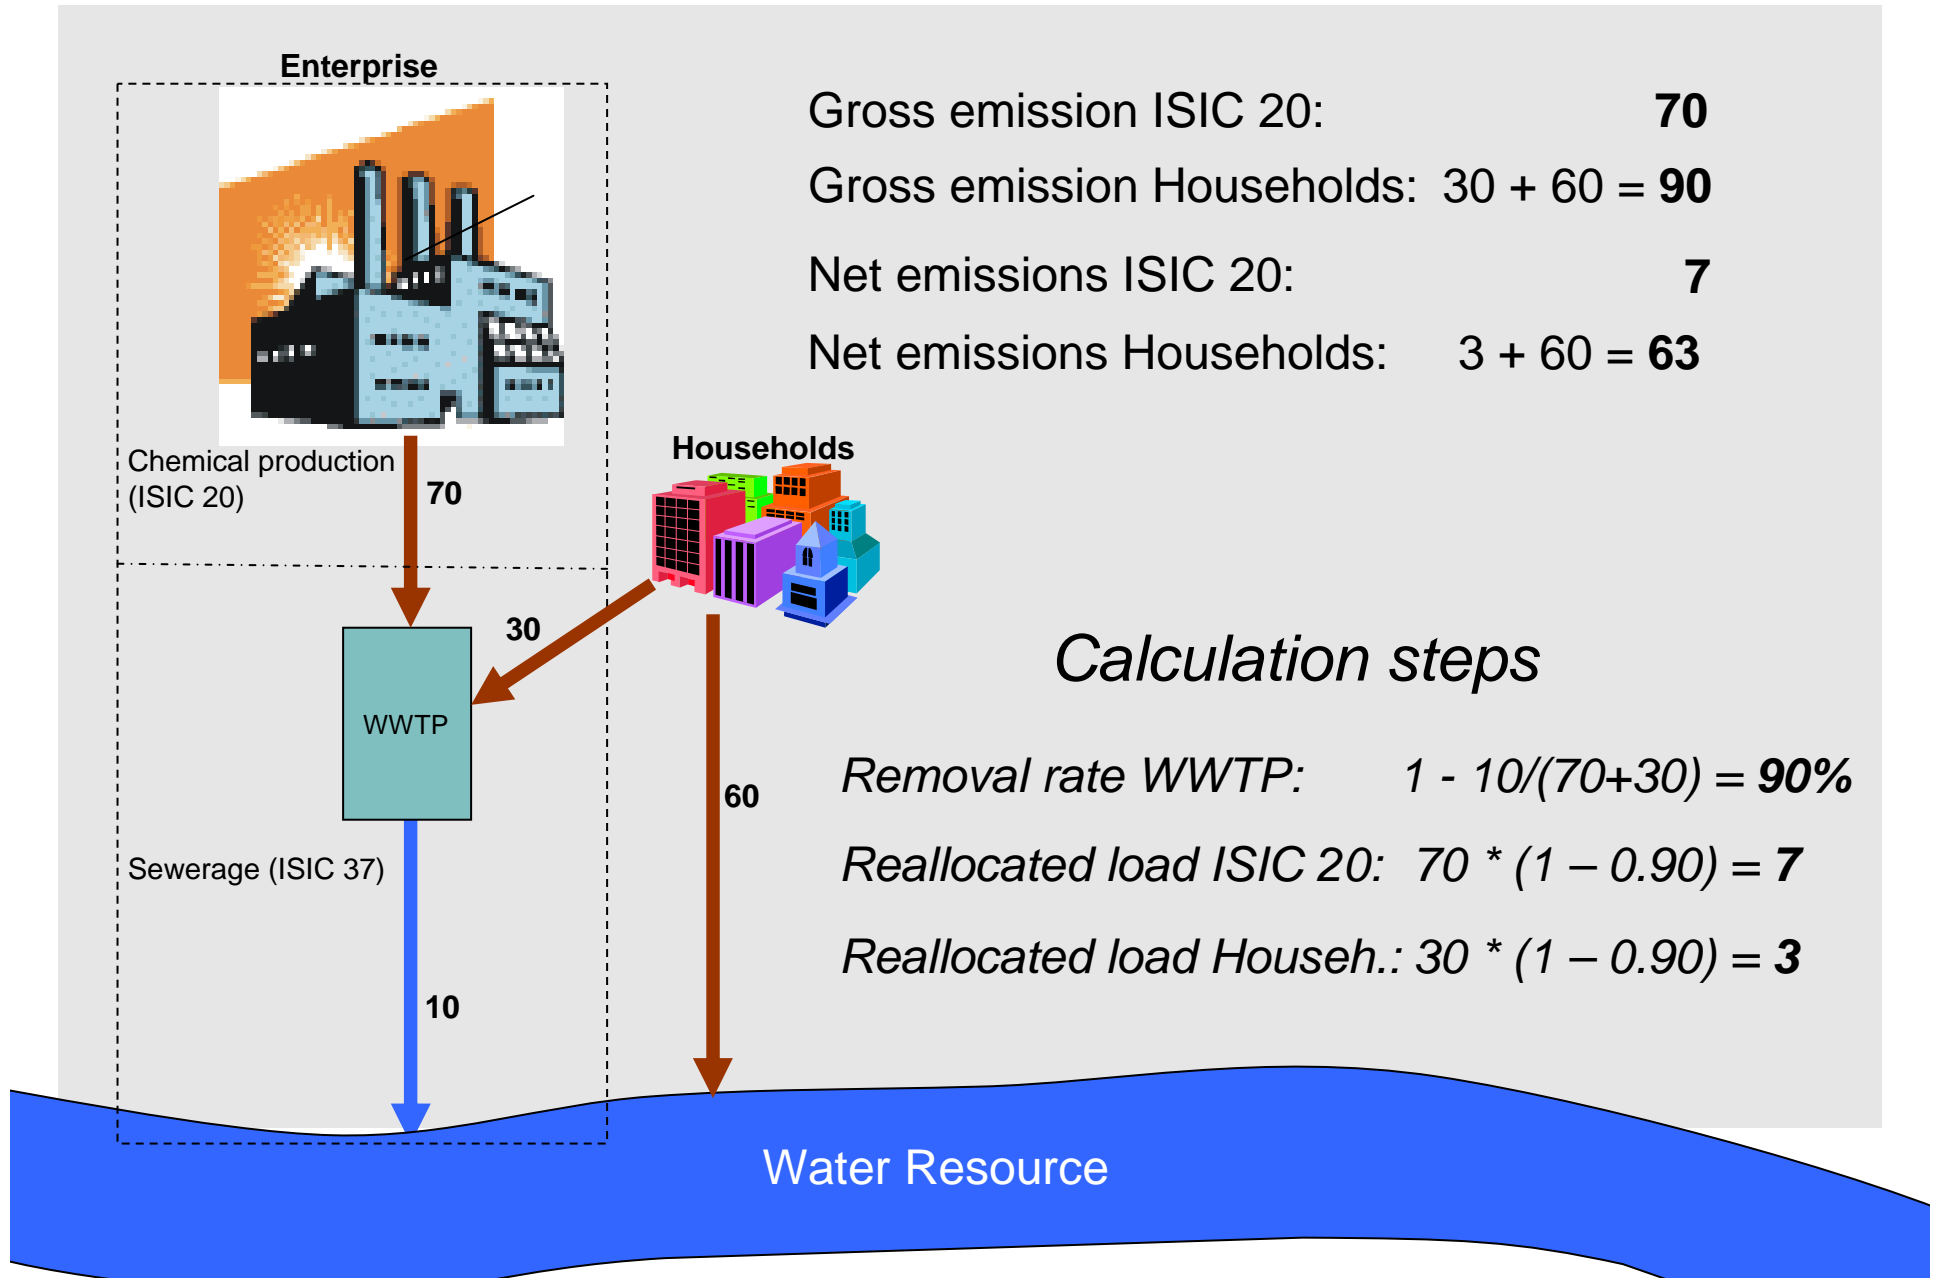 Enterprise
Gross emission ISIC 20: 70
Gross emission Households: 30 + 60 = 90
Net emissions ISIC 20: 7
Net emissions Households: 3 + 60 = 63
Chemical production
(ISIC 20)
70
Households
30
WWTP
60
Sewerage (ISIC 37)
10
Calculation steps
Removal rate WWTP: 1 - 10/(70+30) = 90%
Reallocated load ISIC 20: 70 * (1 – 0.90) = 7
Reallocated load Househ.: 30 * (1 – 0.90) = 3
Water Resource